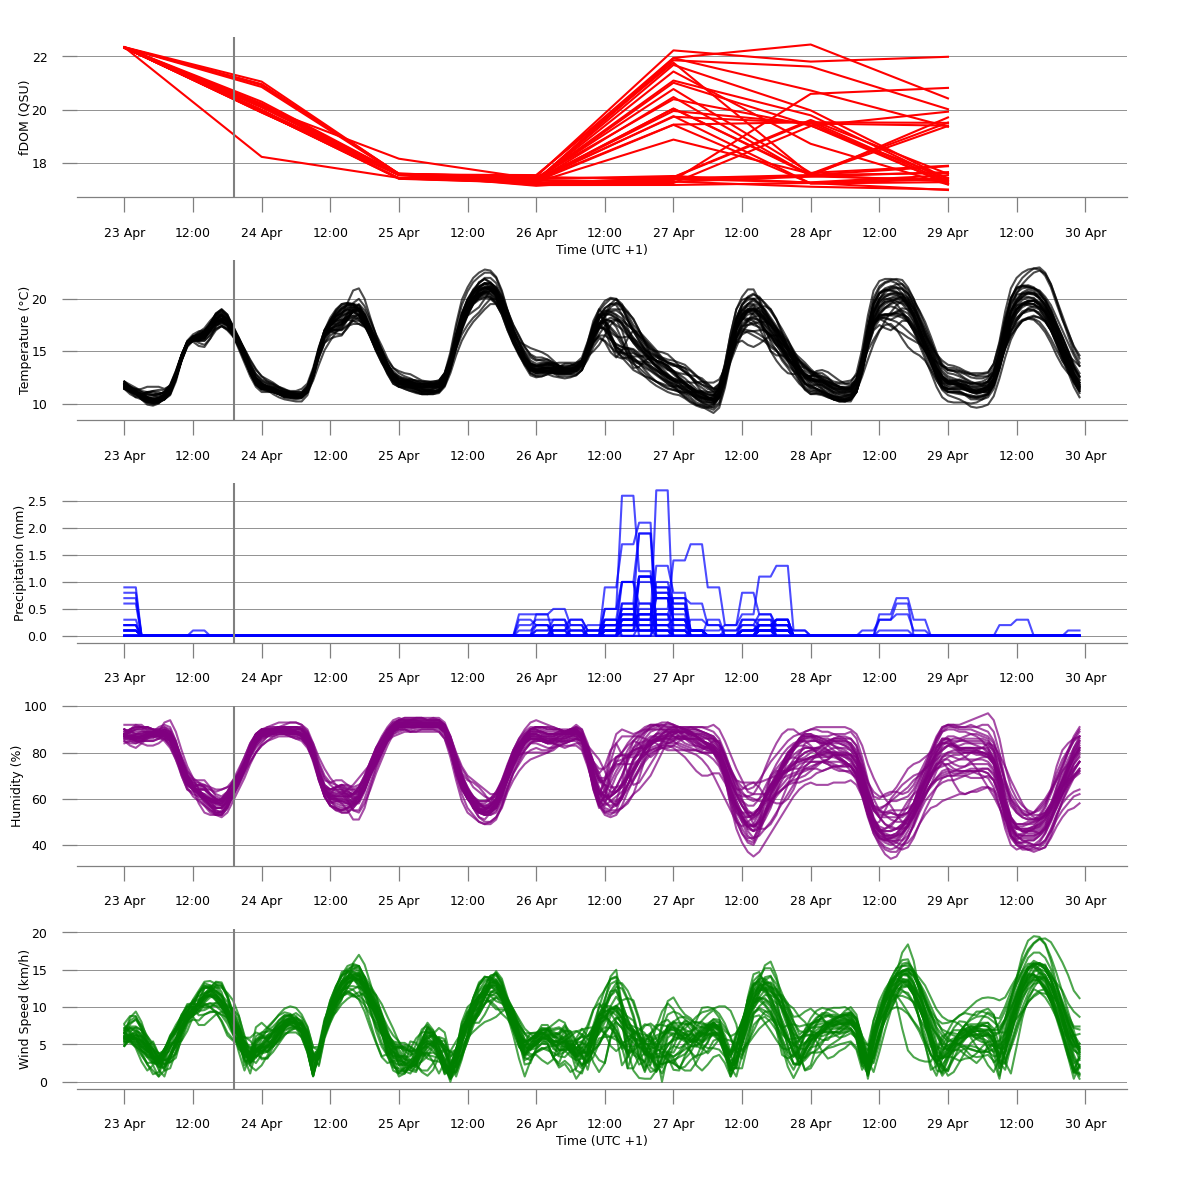 fDOM (QSU)
22
20
18
23 Apr 12:00 24 Apr 12:00 25 Apr 12:00 26 Apr 12:00 27 Apr 12:00 28 Apr 12:00 29 Apr 12:00 30 Apr
Time (UTC +1)
Temperature (°C)
20
15
10
23 Apr 12:00 24 Apr 12:00 25 Apr 12:00 26 Apr 12:00 27 Apr 12:00 28 Apr 12:00 29 Apr 12:00 30 Apr
Precipitation (mm)
2.5
2.0
1.5
1.0
0.5
0.0
23 Apr 12:00 24 Apr 12:00 25 Apr 12:00 26 Apr 12:00 27 Apr 12:00 28 Apr 12:00 29 Apr 12:00 30 Apr
Humidity (%)
100
80
60
40
23 Apr 12:00 24 Apr 12:00 25 Apr 12:00 26 Apr 12:00 27 Apr 12:00 28 Apr 12:00 29 Apr 12:00 30 Apr
Wind Speed (km/h)
20
15
10
5
0
23 Apr 12:00 24 Apr 12:00 25 Apr 12:00 26 Apr 12:00 27 Apr 12:00 28 Apr 12:00 29 Apr 12:00 30 Apr
Time (UTC +1)